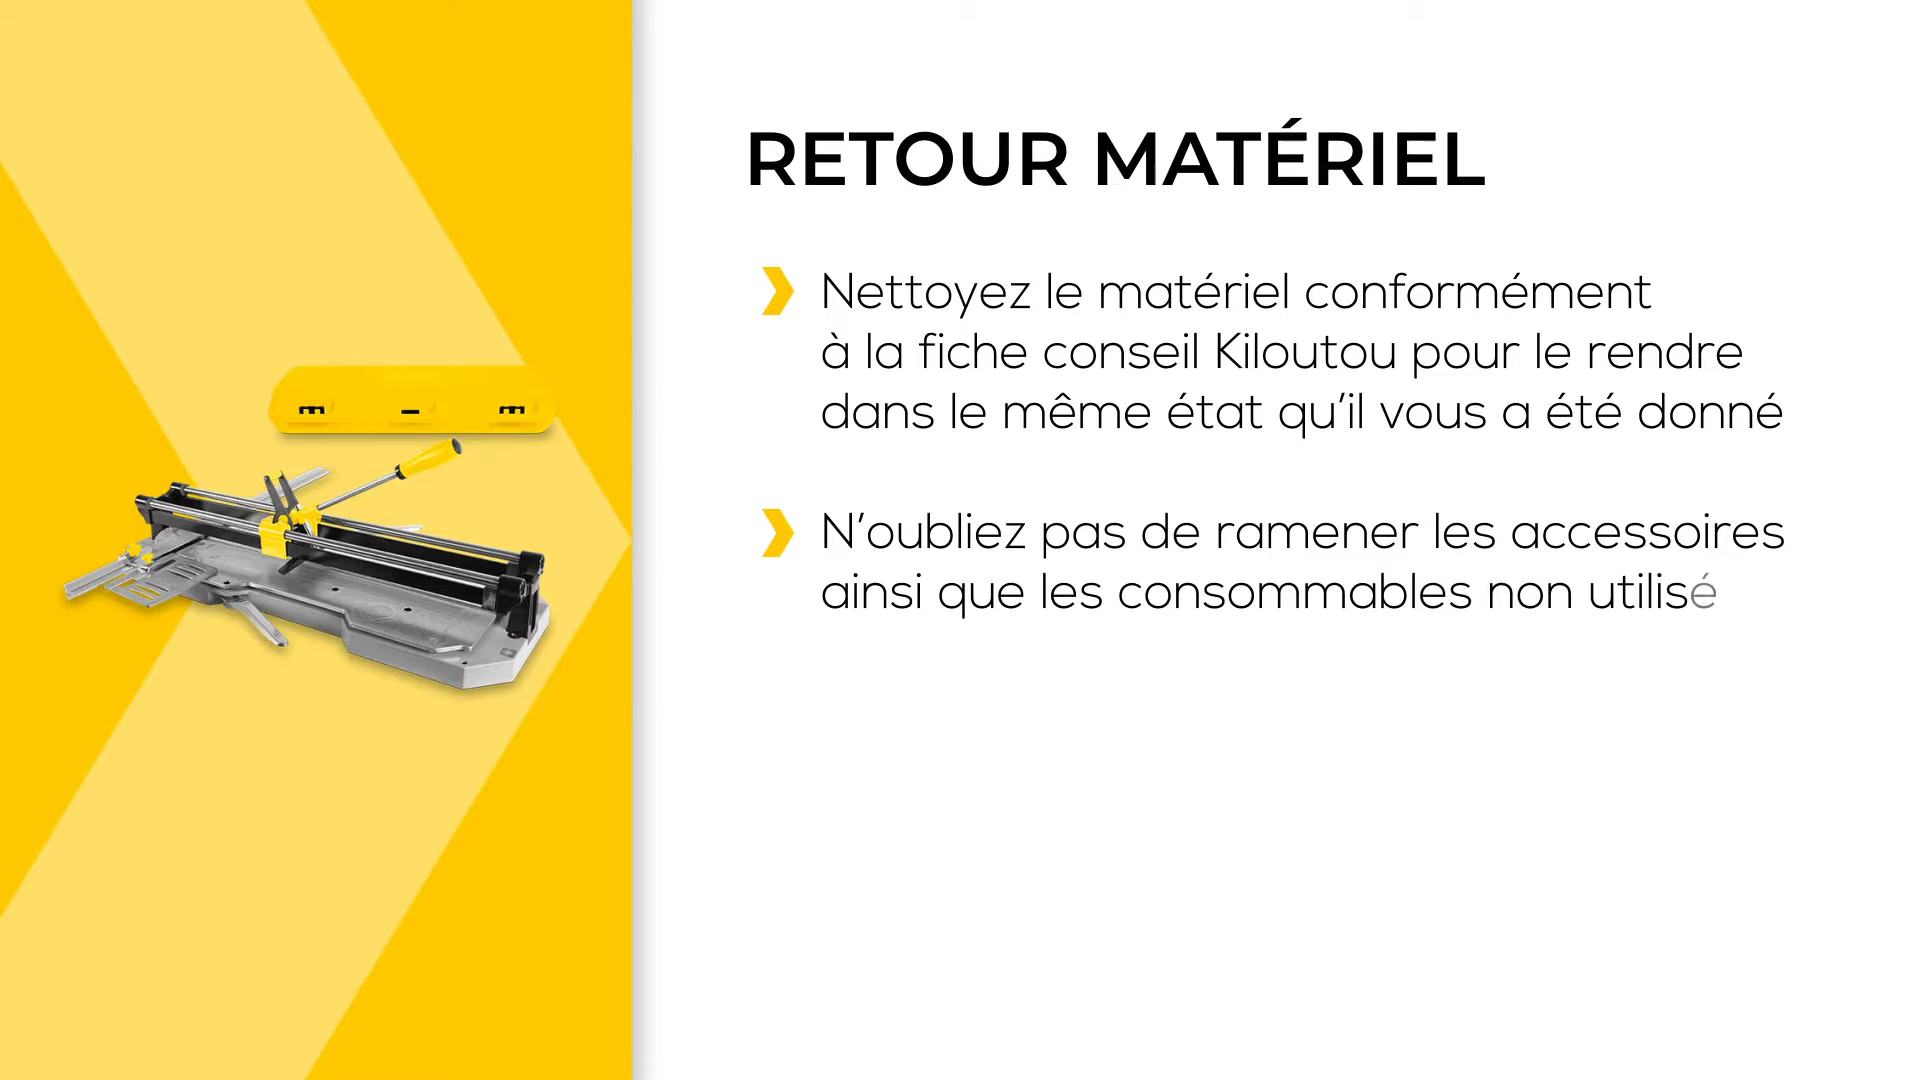 RETOUR MATÉRIEL
Nettoyez le matériel conformément
à la fiche conseil Kiloutou pour le rendre
dans le même état qu’il vous a été donné
N’oubliez pas de ramener les accessoires
ainsi que les consommables non utilisé